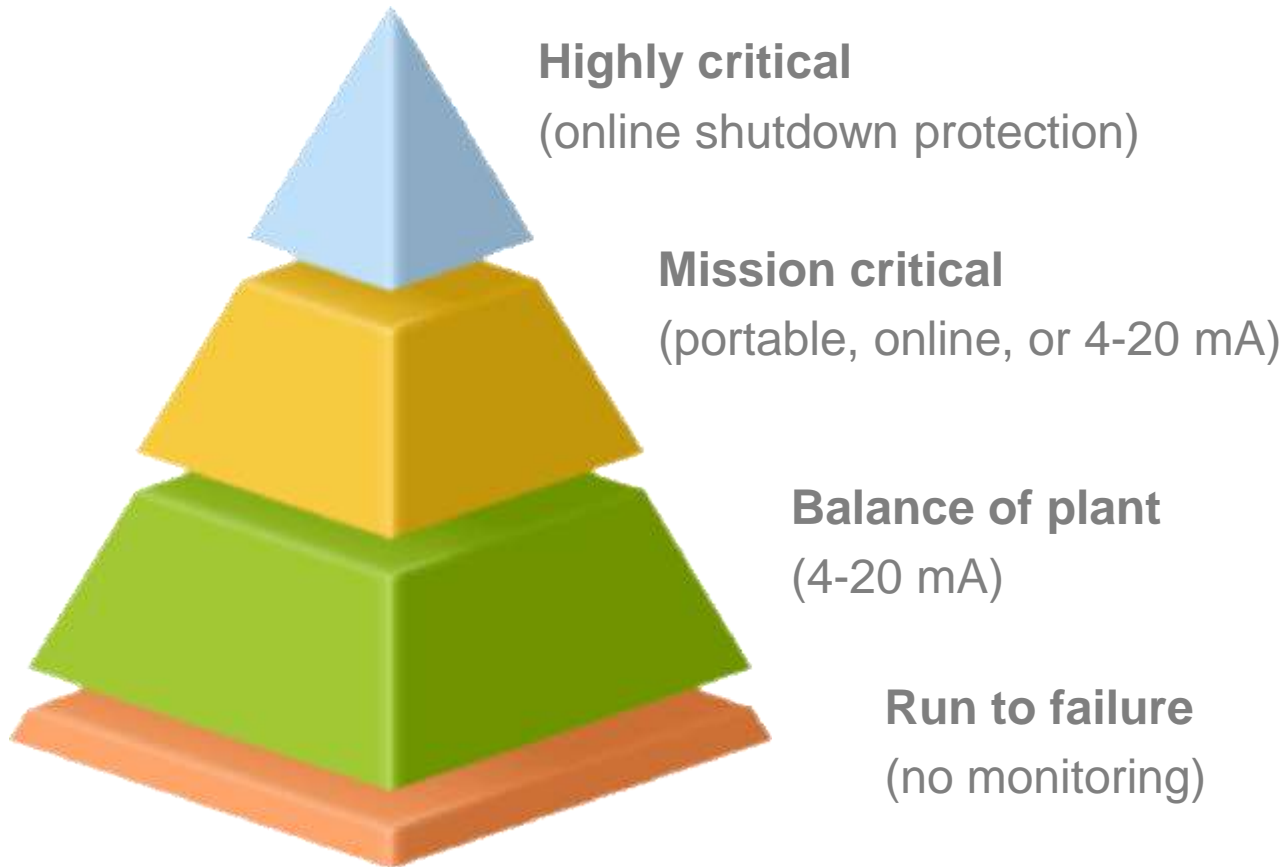 Highly critical
(online shutdown protection)
Mission critical
(portable, online, or 4-20 mA)
Balance of plant
(4-20 mA)
Run to failure
(no monitoring)